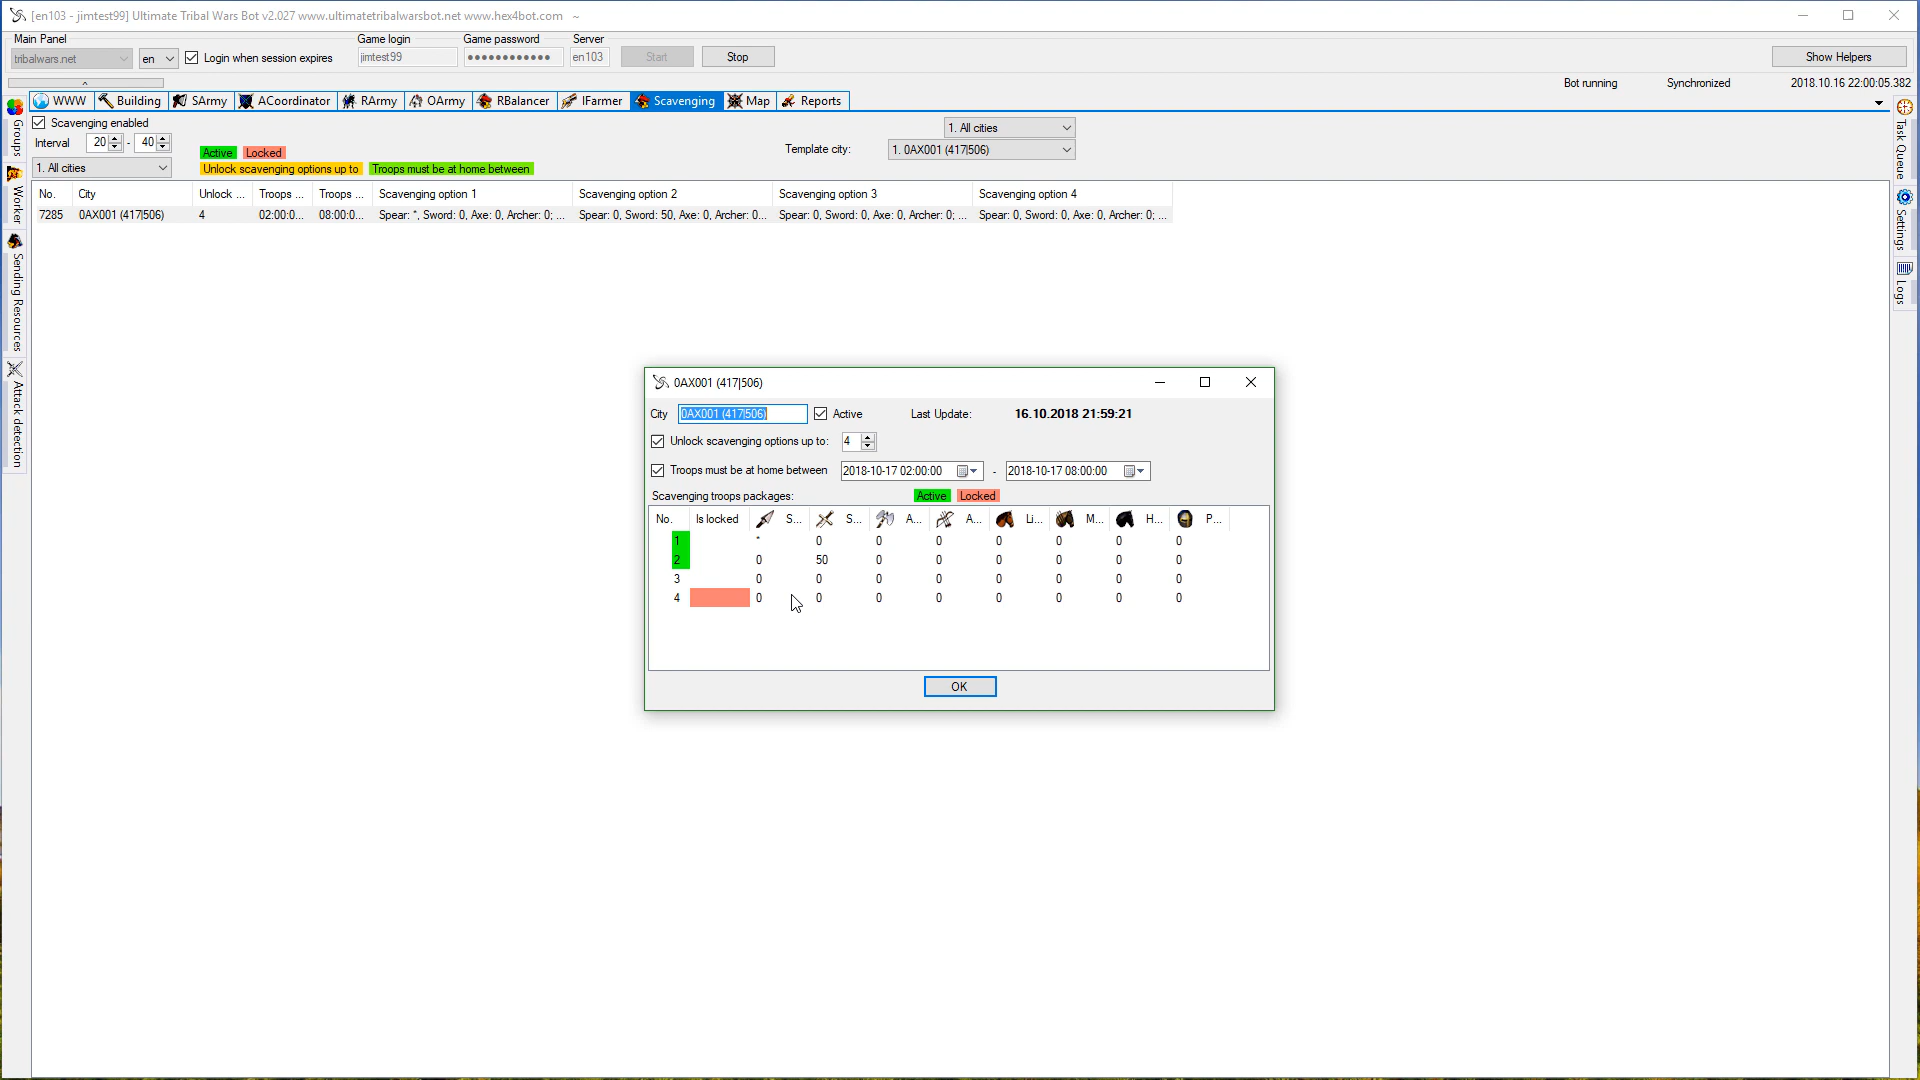 [en103 - jimtest99] Ultimate Tribal Wars Bot v2.027 www.ultimatetribalwarsbot.net www.hex4bot.com ~
Main Panel
Game login
Game password
Server
tribalwars.net
en
Login when session expires
jimtest99
●●●●●●●●●●●●
en103
Start
Stop
Show Helpers
Bot running
Synchronized
2018.10.16 22:00:05.382
WWW
Building
SArmy
ACoordinator
RArmy
OArmy
RBalancer
IFarmer
Scavenging
Map
Reports
Groups
Worker
Sending Resources
Attack detection
Task Queue
Settings
Logs
Scavenging enabled
Interval 20 - 40
Active Locked
1. All cities
Unlock scavenging options up to
Troops must be at home between
1. All cities
Template city: 1. 0AX001 (417|506)
No. City Unlock ... Troops ... Troops ... Scavenging option 1 Scavenging option 2 Scavenging option 3 Scavenging option 4
7285 0AX001 (417|506) 4 02:00:0... 08:00:0... Spear: *, Sword: 0, Axe: 0, Archer: 0; ... Spear: 0, Sword: 50, Axe: 0, Archer: 0... Spear: 0, Sword: 0, Axe: 0, Archer: 0; ... Spear: 0, Sword: 0, Axe: 0, Archer: 0; ...
0AX001 (417|506)
City 0AX001 (417|506) Active Last Update: 16.10.2018 21:59:21
Unlock scavenging options up to: 4
Troops must be at home between 2018-10-17 02:00:00 - 2018-10-17 08:00:00
Scavenging troops packages: Active Locked
No. Is locked S... S... A... A... Li... M... H... P...
1 * 0 0 0 0 0 0 0
2 0 50 0 0 0 0 0 0
3 0 0 0 0 0 0 0 0
4 0 0 0 0 0 0 0 0
OK